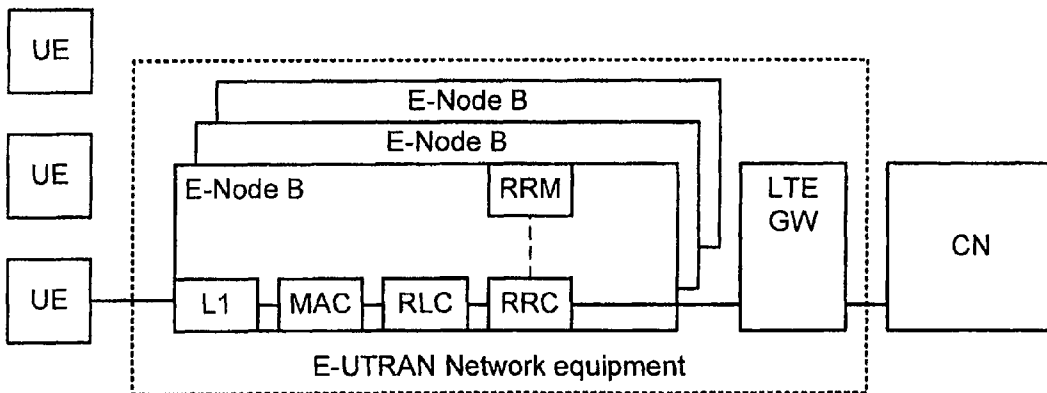 UE
UE
UE
E-Node B
E-Node B
E-Node B
RRM
L1
MAC
RLC
RRC
LTE
GW
CN
E-UTRAN Network equipment